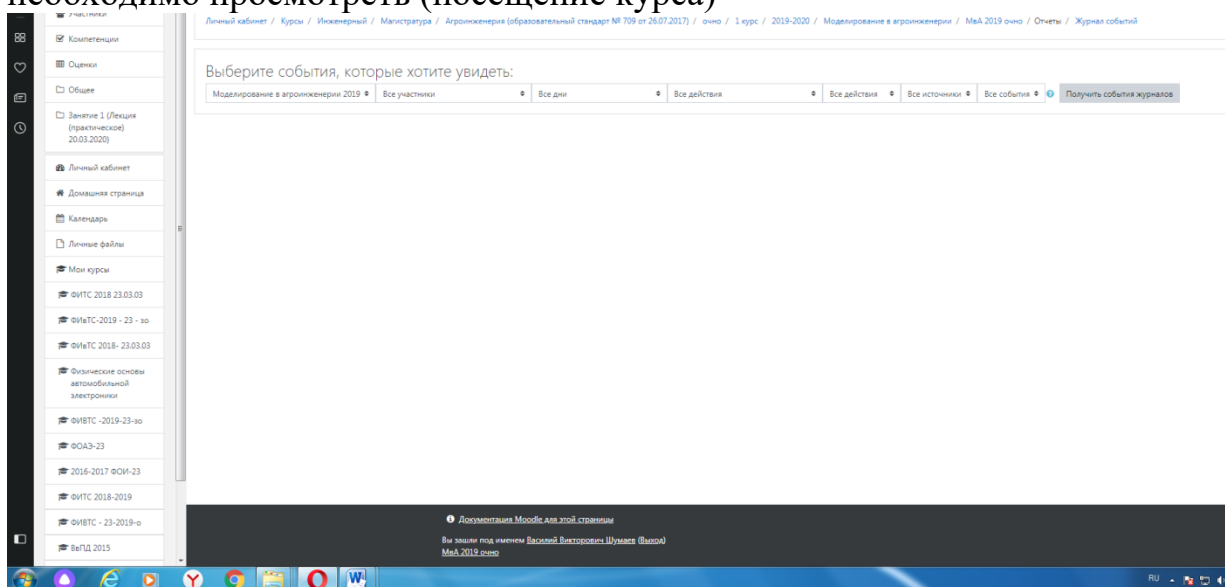 необходимо просмотреть (посещение курса)
Участники
Личный кабинет / Курсы / Инженерный / Магистратура / Агроинженерия (образовательный стандарт № 709 от 26.07.2017) / очно / 1 курс / 2019-2020 / Моделирование в агроинженерии / МвА 2019 очно / Отчеты / Журнал событий
Компетенции
Оценки
Общее
Занятие 1 (Лекция
(практическое)
20.03.2020)
Личный кабинет
Домашняя страница
Календарь
Личные файлы
Мои курсы
ФИТС 2018 23.03.03
ФИвТС-2019 - 23 - зо
ФИвТС 2018- 23.03.03
Физические основы
автомобильной
электроники
ФИВТС -2019-23-зо
ФОАЭ-23
2016-2017 ФОИ-23
ФИТС 2018-2019
ФИВТС - 23-2019-о
ВвПД 2015
Выберите события, которые хотите увидеть:
Моделирование в агроинженерии 2019 Все участники Все дни Все действия Все действия Все источники Все события Получить события журналов
Документация Moodle для этой страницы
Вы зашли под именем Василий Викторович Шумаев (Выход)
МвА 2019 очно
RU